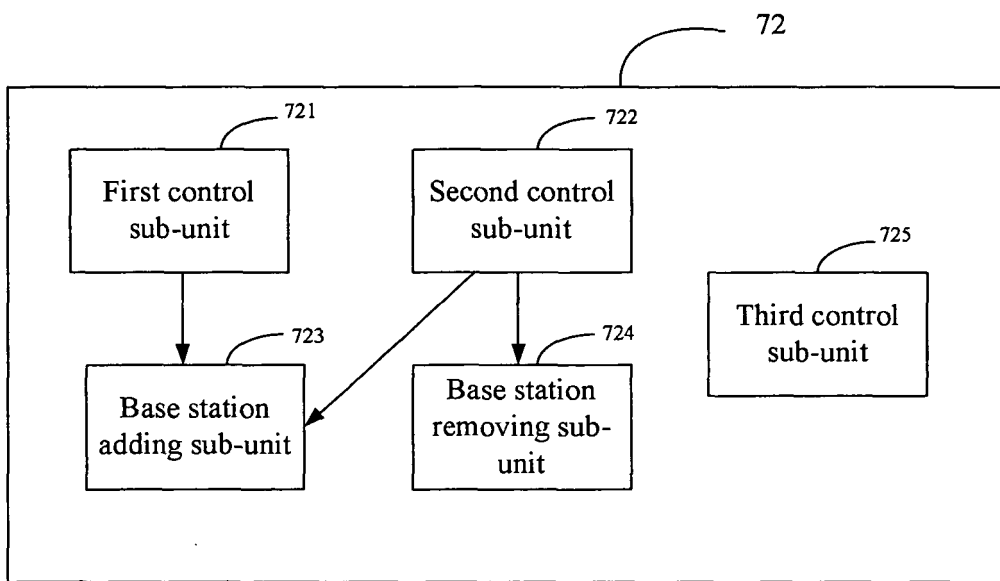 72
721
First control
sub-unit
722
Second control
sub-unit
725
Third control
sub-unit
723
Base station
adding sub-unit
724
Base station
removing sub-
unit